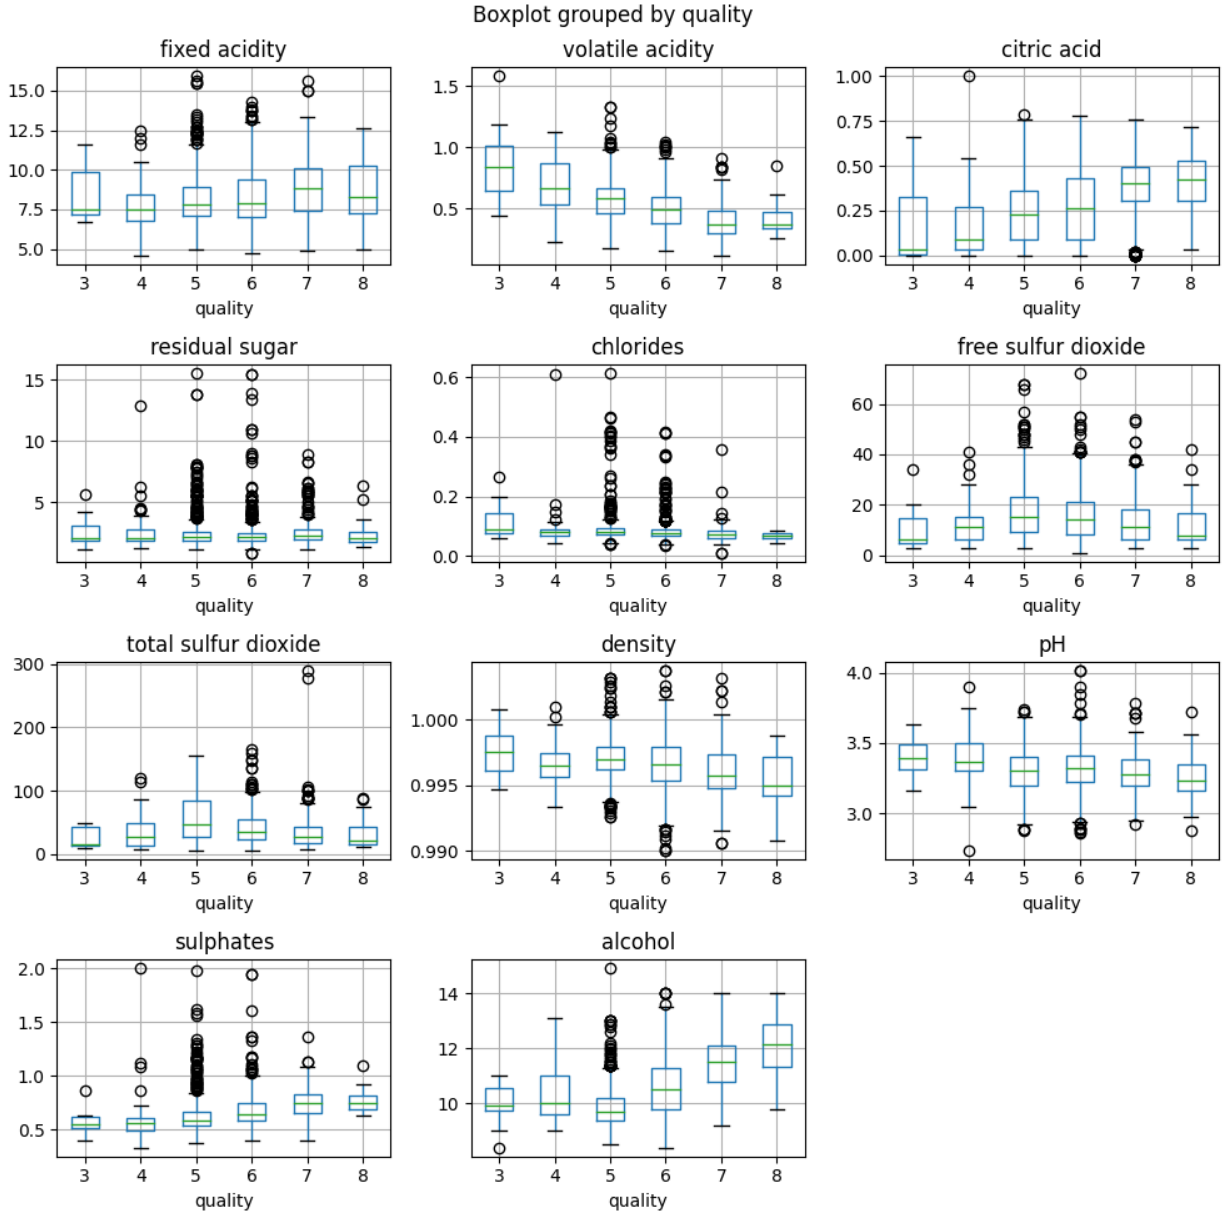 Boxplot grouped by quality
fixed acidity
volatile acidity
citric acid
15.0
12.5
10.0
7.5
5.0
3 4 5 6 7 8
quality
1.5
1.0
0.5
3 4 5 6 7 8
quality
1.00
0.75
0.50
0.25
0.00
3 4 5 6 7 8
quality
residual sugar
chlorides
free sulfur dioxide
15
10
5
3 4 5 6 7 8
quality
0.6
0.4
0.2
0.0
3 4 5 6 7 8
quality
60
40
20
0
3 4 5 6 7 8
quality
total sulfur dioxide
density
pH
300
200
100
0
3 4 5 6 7 8
quality
1.000
0.995
0.990
3 4 5 6 7 8
quality
4.0
3.5
3.0
3 4 5 6 7 8
quality
sulphates
alcohol
2.0
1.5
1.0
0.5
3 4 5 6 7 8
quality
14
12
10
3 4 5 6 7 8
quality